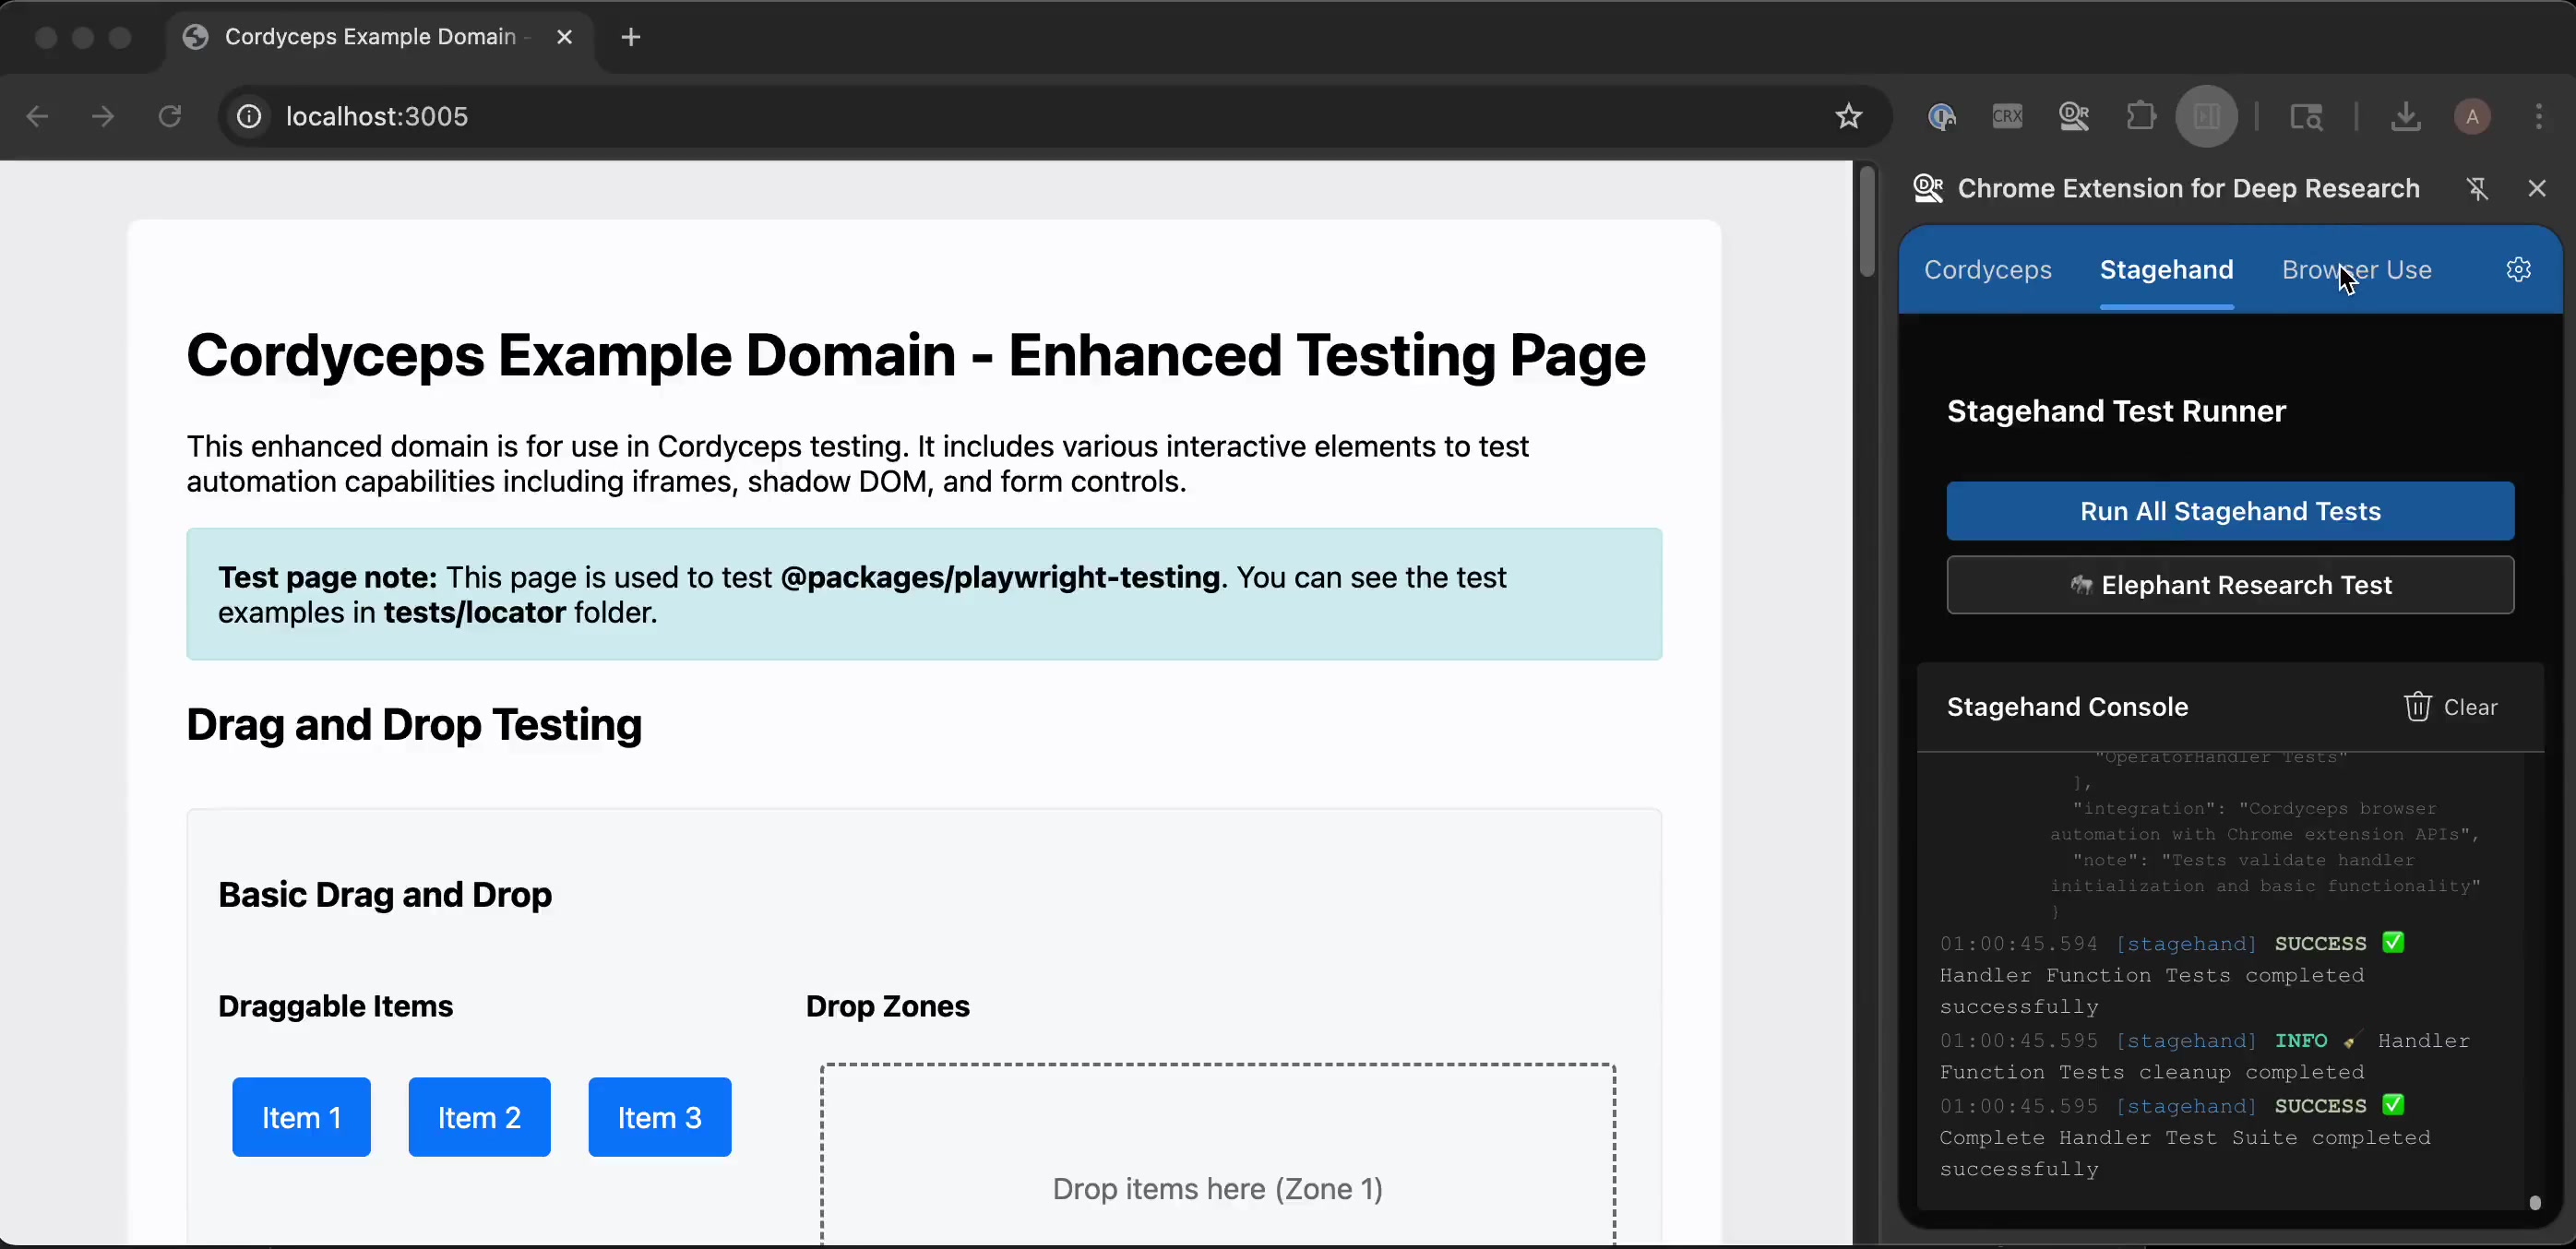 Cordyceps Example Domain -
localhost:3005
CRX
A
DR Chrome Extension for Deep Research
Cordyceps Stagehand Browser Use
Cordyceps Example Domain - Enhanced Testing Page
This enhanced domain is for use in Cordyceps testing. It includes various interactive elements to test
automation capabilities including iframes, shadow DOM, and form controls.
Test page note: This page is used to test @packages/playwright-testing. You can see the test
examples in tests/locator folder.
Drag and Drop Testing
Basic Drag and Drop
Draggable Items
Drop Zones
Item 1 Item 2 Item 3
Drop items here (Zone 1)
Stagehand Test Runner
Run All Stagehand Tests
Elephant Research Test
Stagehand Console
Clear
"OperatorHandler Tests"
],
"integration": "Cordyceps browser
automation with Chrome extension APIs",
"note": "Tests validate handler
initialization and basic functionality"
}
01:00:45.594 [stagehand] SUCCESS ✅
Handler Function Tests completed
successfully
01:00:45.595 [stagehand] INFO 🧹 Handler
Function Tests cleanup completed
01:00:45.595 [stagehand] SUCCESS ✅
Complete Handler Test Suite completed
successfully